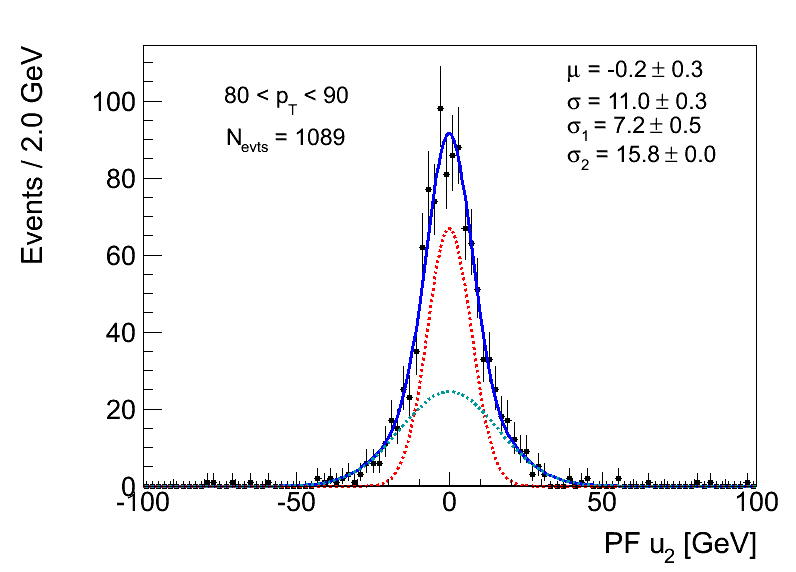 Events / 2.0 GeV
80 < p_T < 90
N_evts = 1089
μ = -0.2 ± 0.3
σ = 11.0 ± 0.3
σ_1 = 7.2 ± 0.5
σ_2 = 15.8 ± 0.0
100
80
60
40
20
0
-100 -50 0 50 100
PF u_2 [GeV]